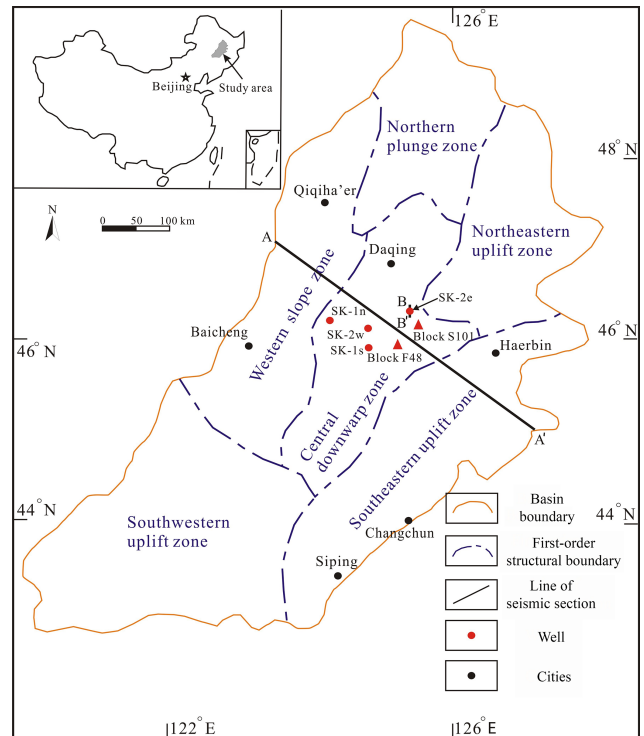 126°E
Beijing
Study area
N
0 50 100 km
48°N
Northern
plunge zone
Qiqiha'er
A
Daqing
Northeastern
uplift zone
Western slope zone
B
SK-2e
SK-1n
B'
Block S101
SK-2w
Baicheng
SK-1s
Block F48
Haerbin
46°N
46°N
Central
downwarp zone
Southeastern uplift zone
A'
44°N
44°N
Southwestern
uplift zone
Changchun
Siping
Basin
boundary
First-order
structural boundary
Line of
seismic section
Well
Cities
122°E
126°E